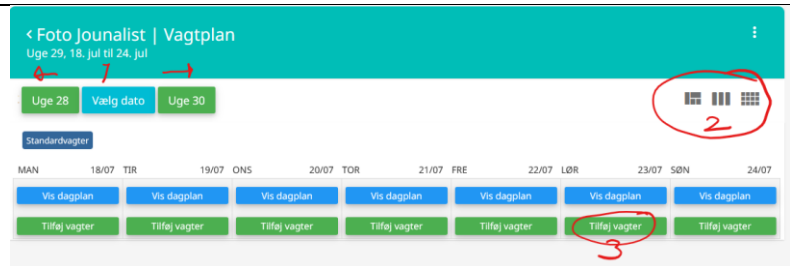 < Foto Jounalist | Vagtplan
Uge 29, 18. jul til 24. jul
1
Uge 28 Vælg dato Uge 30
2
Standardvagter
MAN 18/07 TIR 19/07 ONS 20/07 TOR 21/07 FRE 22/07 LØR 23/07 SØN 24/07
Vis dagplan Vis dagplan Vis dagplan Vis dagplan Vis dagplan Vis dagplan Vis dagplan
Tilføj vagter Tilføj vagter Tilføj vagter Tilføj vagter Tilføj vagter Tilføj vagter Tilføj vagter
3